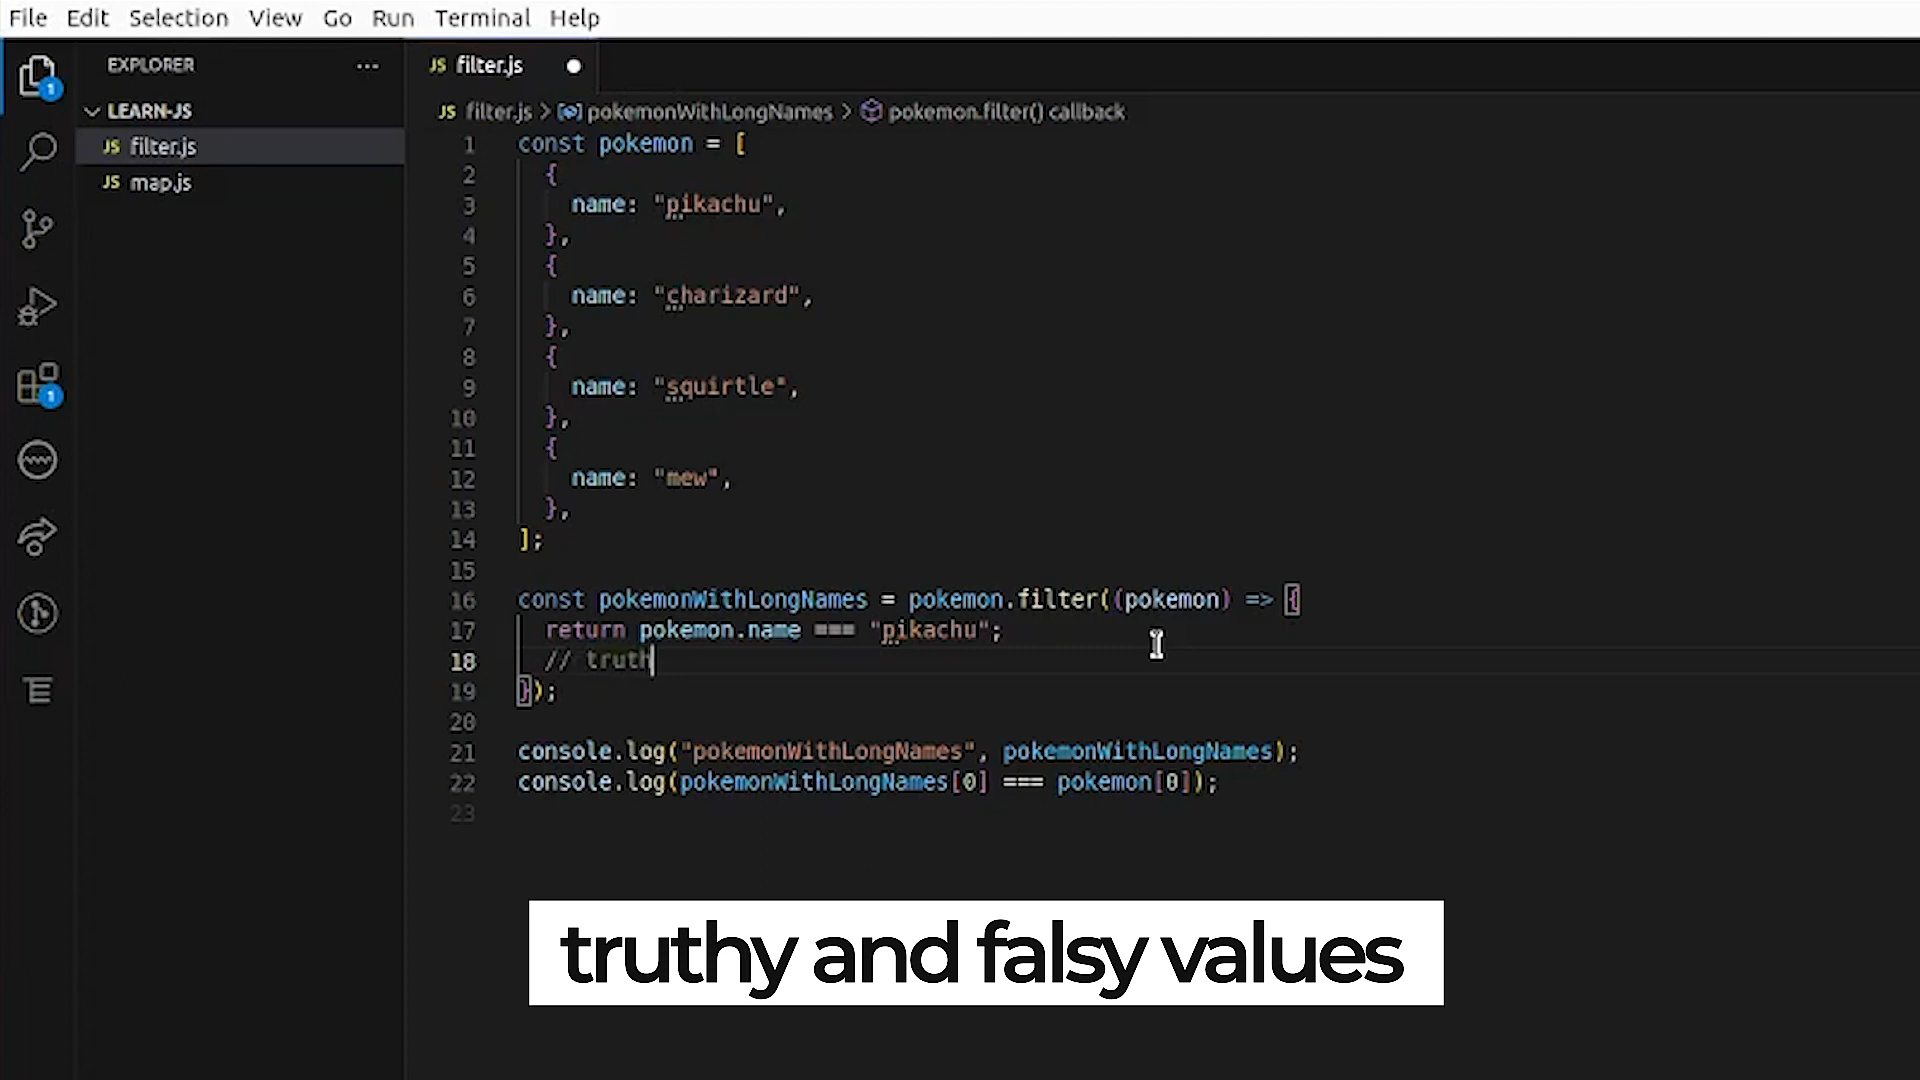 File Edit Selection View Go Run Terminal Help
EXPLORER ...
LEARN-JS
JS filter.js
JS map.js
JS filter.js
JS filter.js > pokemonWithLongNames > pokemon.filter() callback
1 const pokemon = [
2 {
3 name: "pikachu",
4 },
5 {
6 name: "charizard",
7 },
8 {
9 name: "squirtle",
10 },
11 {
12 name: "mew",
13 },
14 ];
15
16 const pokemonWithLongNames = pokemon.filter((pokemon) => {
17 return pokemon.name === "pikachu";
18 // truth
19 });
20
21 console.log("pokemonWithLongNames", pokemonWithLongNames);
22 console.log(pokemonWithLongNames[0] === pokemon[0]);
23
1
1
truthy and falsy values